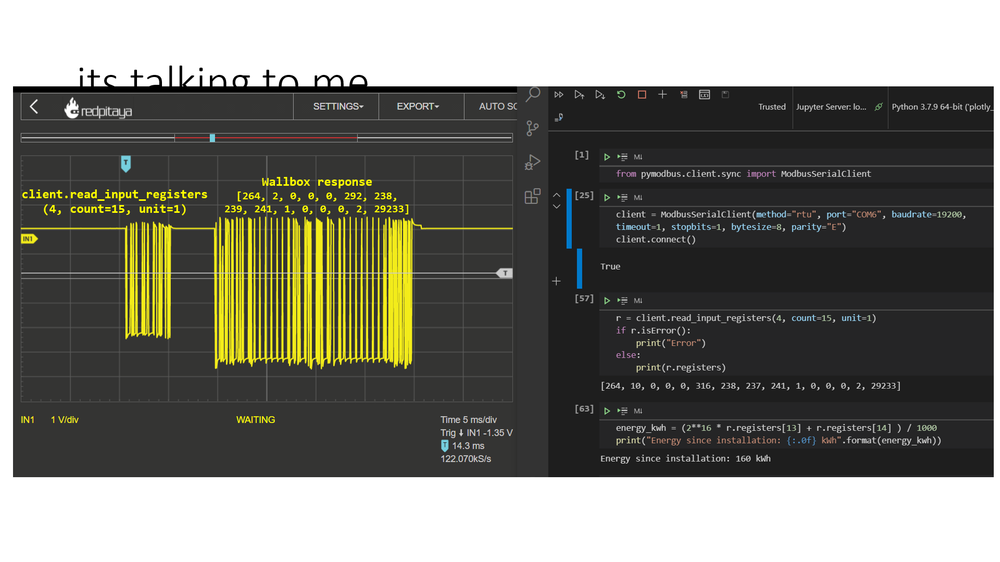 its talking to me
redpitaya
SETTINGS
EXPORT
AUTO SC
T
client.read_input_registers
(4, count=15, unit=1)
Wallbox response
[264, 2, 0, 0, 0, 292, 238,
239, 241, 1, 0, 0, 0, 2, 29233]
IN1
T
IN1 1 V/div
WAITING
Time 5 ms/div
Trig IN1 -1.35 V
T 14.3 ms
122.070kS/s
Trusted
Jupyter Server: lo...
Python 3.7.9 64-bit ('plotly_
[1]
M↓
from pymodbus.client.sync import ModbusSerialClient
[25]
M↓
client = ModbusSerialClient(method="rtu", port="COM6", baudrate=19200,
timeout=1, stopbits=1, bytesize=8, parity="E")
client.connect()
True
[57]
M↓
r = client.read_input_registers(4, count=15, unit=1)
if r.isError():
    print("Error")
else:
    print(r.registers)
[264, 10, 0, 0, 0, 316, 238, 237, 241, 1, 0, 0, 0, 2, 29233]
[63]
M↓
energy_kwh = (2**16 * r.registers[13] + r.registers[14] ) / 1000
print("Energy since installation: {:.0f} kWh".format(energy_kwh))
Energy since installation: 160 kWh